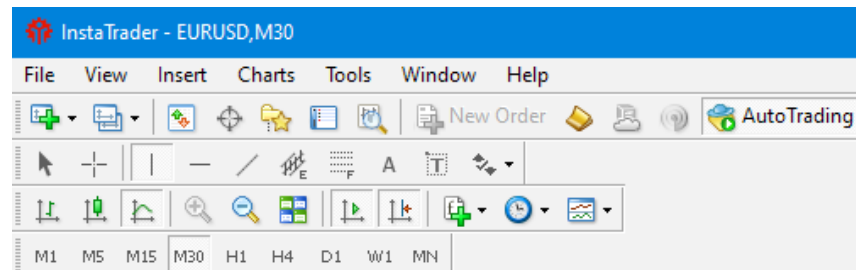 InstaTrader - EURUSD,M30
File View Insert Charts Tools Window Help
New Order AutoTrading
E F A T
M1 M5 M15 M30 H1 H4 D1 W1 MN